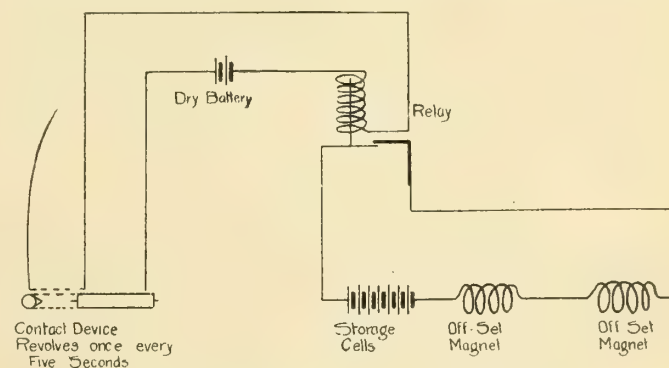 Dry Battery
Relay
Contact Device
Revolves once every
Five Seconds
Storage
Cells
Off-Set
Magnet
Off Set
Magnet